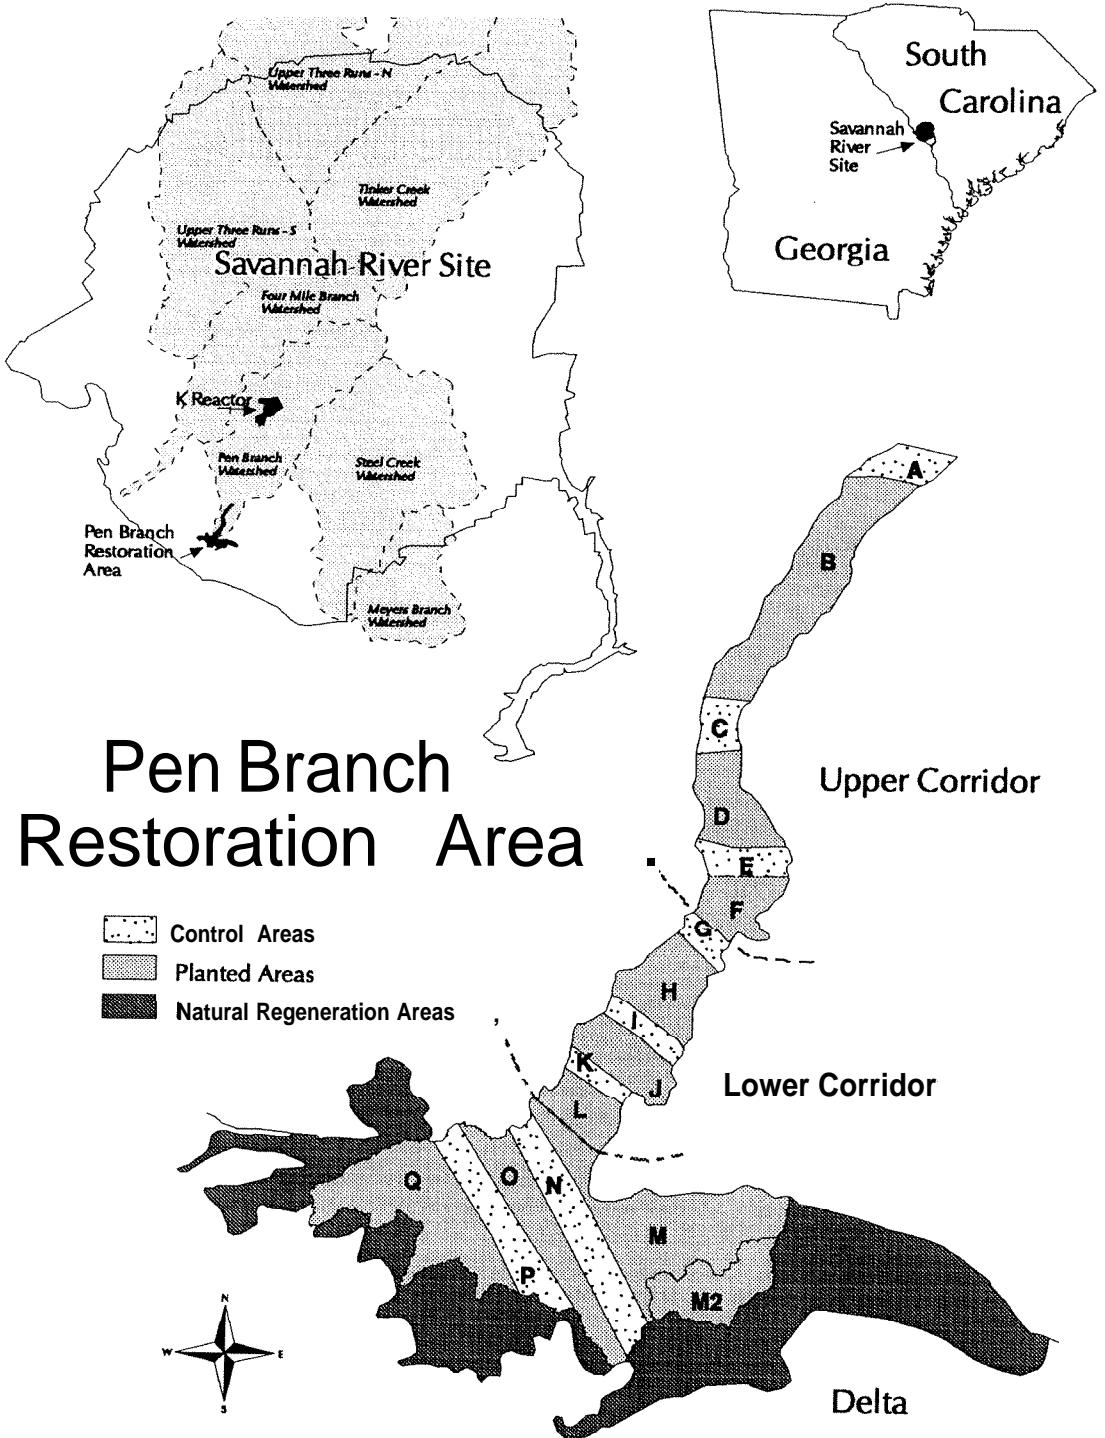 Upper Three Runs - N
Watershed
Tinker Creek
Watershed
Upper Three Runs - S
Watershed
Savannah River Site
Four Mile Branch
Watershed
K Reactor
Pen Branch
Watershed
Steel Creek
Watershed
Pen Branch
Restoration
Area
Meyers Branch
Watershed
South
Carolina
Savannah
River
Site
Georgia
A
B
C
D
E
F
G
H
I
J
K
L
Upper Corridor
Pen Branch
Restoration Area
Control Areas
Planted Areas
Natural Regeneration Areas
Lower Corridor
Q
O
N
M
P
M2
N
W
E
S
Delta